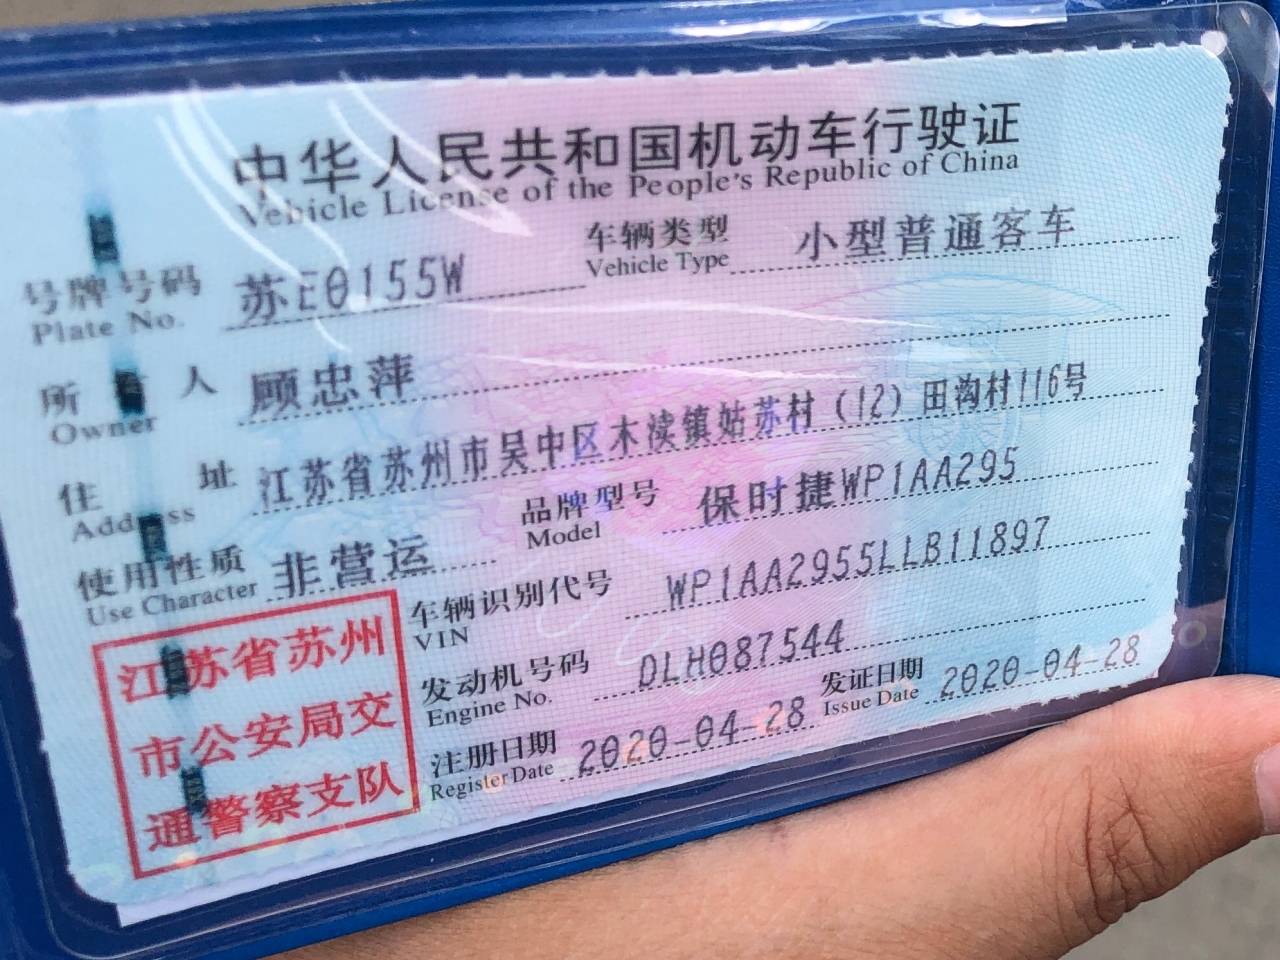 中华人民共和国机动车行驶证
Vehicle License of the People's Republic of China
号牌号码 苏E0155W 车辆类型 小型普通客车
Plate No. Vehicle Type
所有人 顾忠萍
Owner
住址 江苏省苏州市吴中区木渎镇姑苏村(12)田沟村116号
Address
使用性质 非营运 品牌型号 保时捷WP1AA295
Use Character Model
车辆识别代号 WP1AA2955LLB11897
VIN
发动机号码 DLH087544
Engine No.
注册日期 2020-04-28 发证日期 2020-04-28
Register Date Issue Date
江苏省苏州
市公安局交
通警察支队